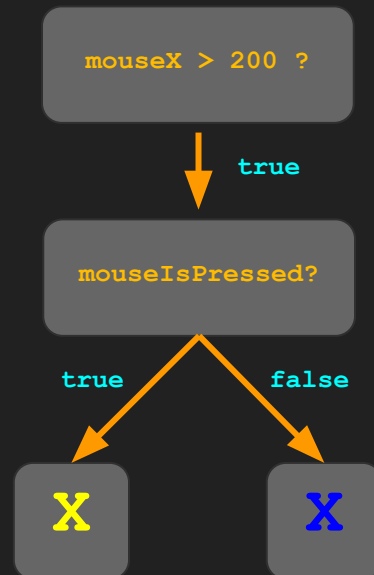 mouseX > 200 ?
true
mouseIsPressed?
true false
X X